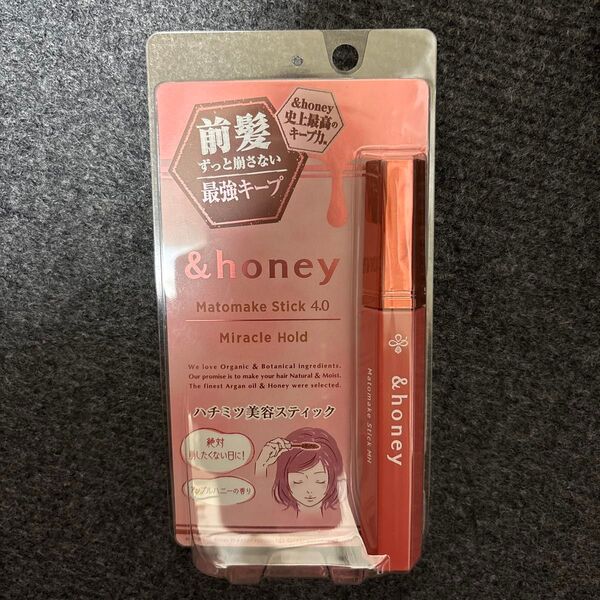 前髪
ずっと崩さない
最強キープ
&honey
史上最高の
キープ力。
&honey
Matomake Stick 4.0
Miracle Hold
We love Organic & Botanical ingredients.
Our promise is to make your hair Natural & Moist.
The finest Argan oil & Honey were selected.
ハチミツ美容スティック
絶対
崩したくない日に!
アップルハニーの香り
&honey
Matomake Stick MH